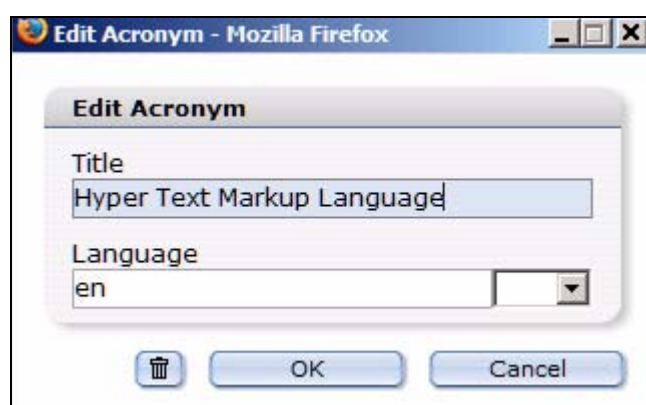 Edit Acronym - Mozilla Firefox
Edit Acronym
Title
Hyper Text Markup Language
Language
en
OK Cancel